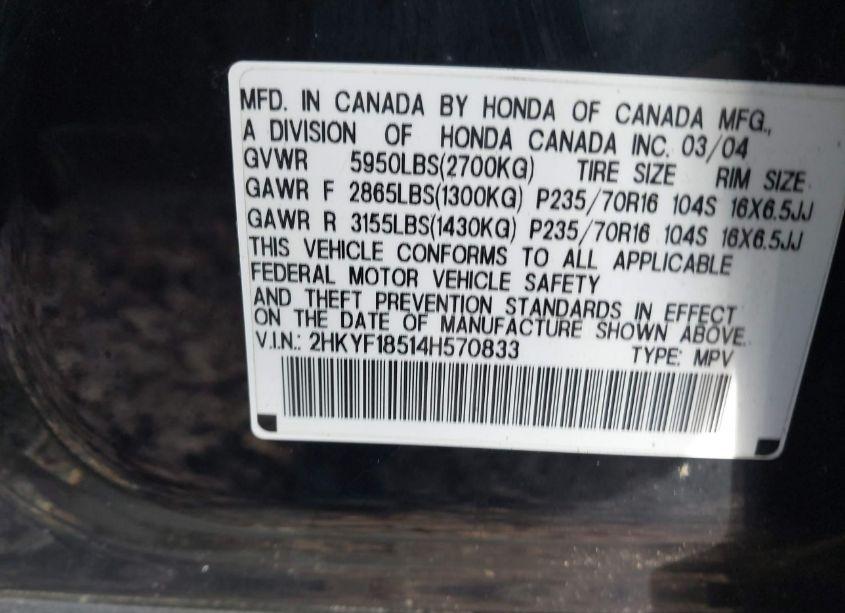 MFD. IN CANADA BY HONDA OF CANADA MFG.,
A DIVISION OF HONDA CANADA INC. 03/04
GVWR 5950LBS(2700KG) TIRE SIZE RIM SIZE
GAWR F 2865LBS(1300KG) P235/70R16 104S 16X6.5JJ
GAWR R 3155LBS(1430KG) P235/70R16 104S 16X6.5JJ
THIS VEHICLE CONFORMS TO ALL APPLICABLE
FEDERAL MOTOR VEHICLE SAFETY
AND THEFT PREVENTION STANDARDS IN EFFECT
ON THE DATE OF MANUFACTURE SHOWN ABOVE.
V.I.N.: 2HKYF18514H570833 TYPE: MPV